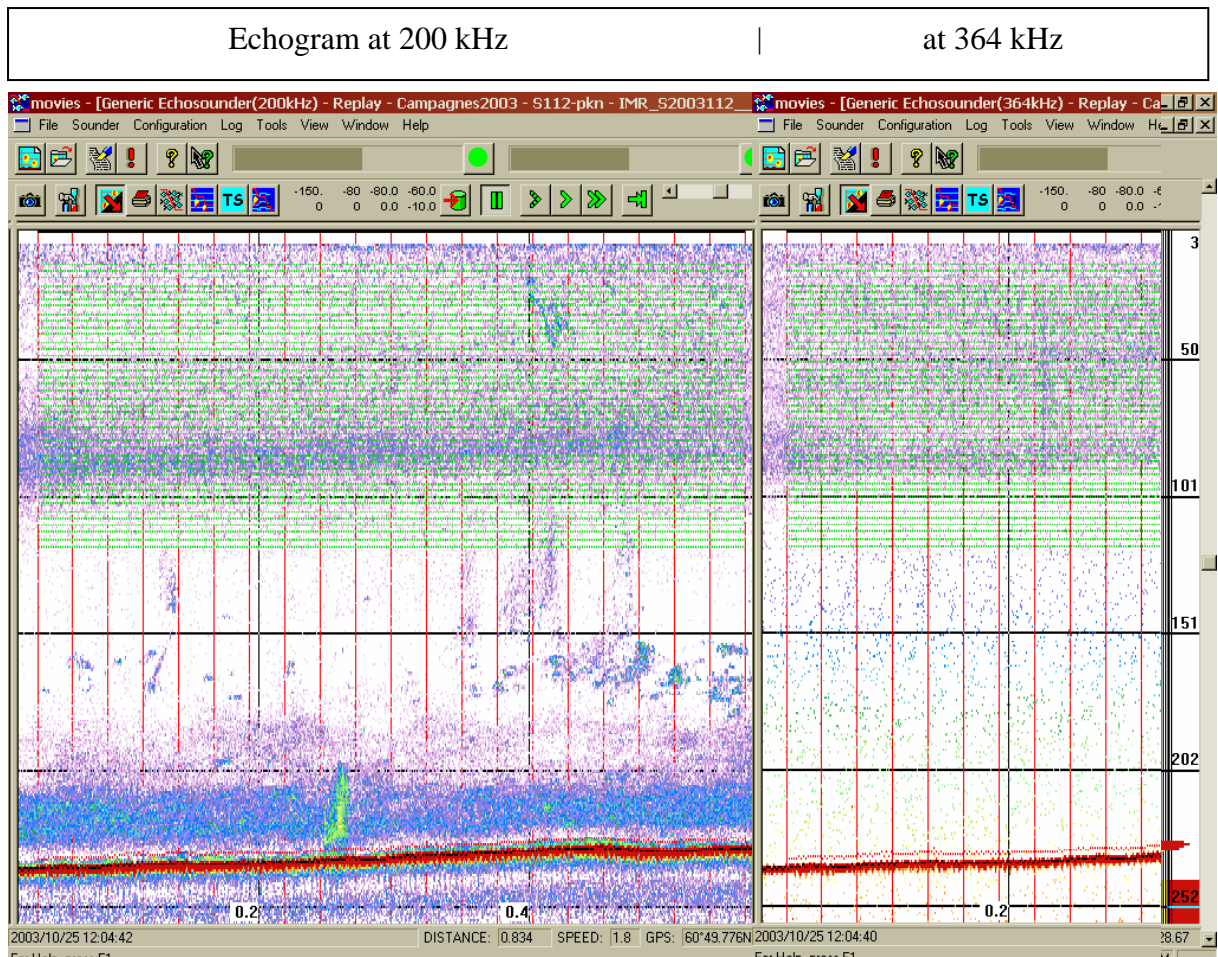 Echogram at 200 kHz | at 364 kHz
movies - [Generic Echosounder(200kHz) - Replay - Campagnes2003 - S112-pkn - IMR_S2003112__
File Sounder Configuration Log Tools View Window Help
TS
-150. -80 -80.0 -60.0
0 0 0.0 -10.0
0.2 0.4
2003/10/25 12:04:42 DISTANCE: 0.834 SPEED: 1.8 GPS: 60°49.776N
movies - [Generic Echosounder(364kHz) - Replay - Ca
File Sounder Configuration Log Tools View Window
TS
-150. -80 -80.0
0 0 0.0
3
50
101
151
202
252
0.2
2003/10/25 12:04:40 28.67